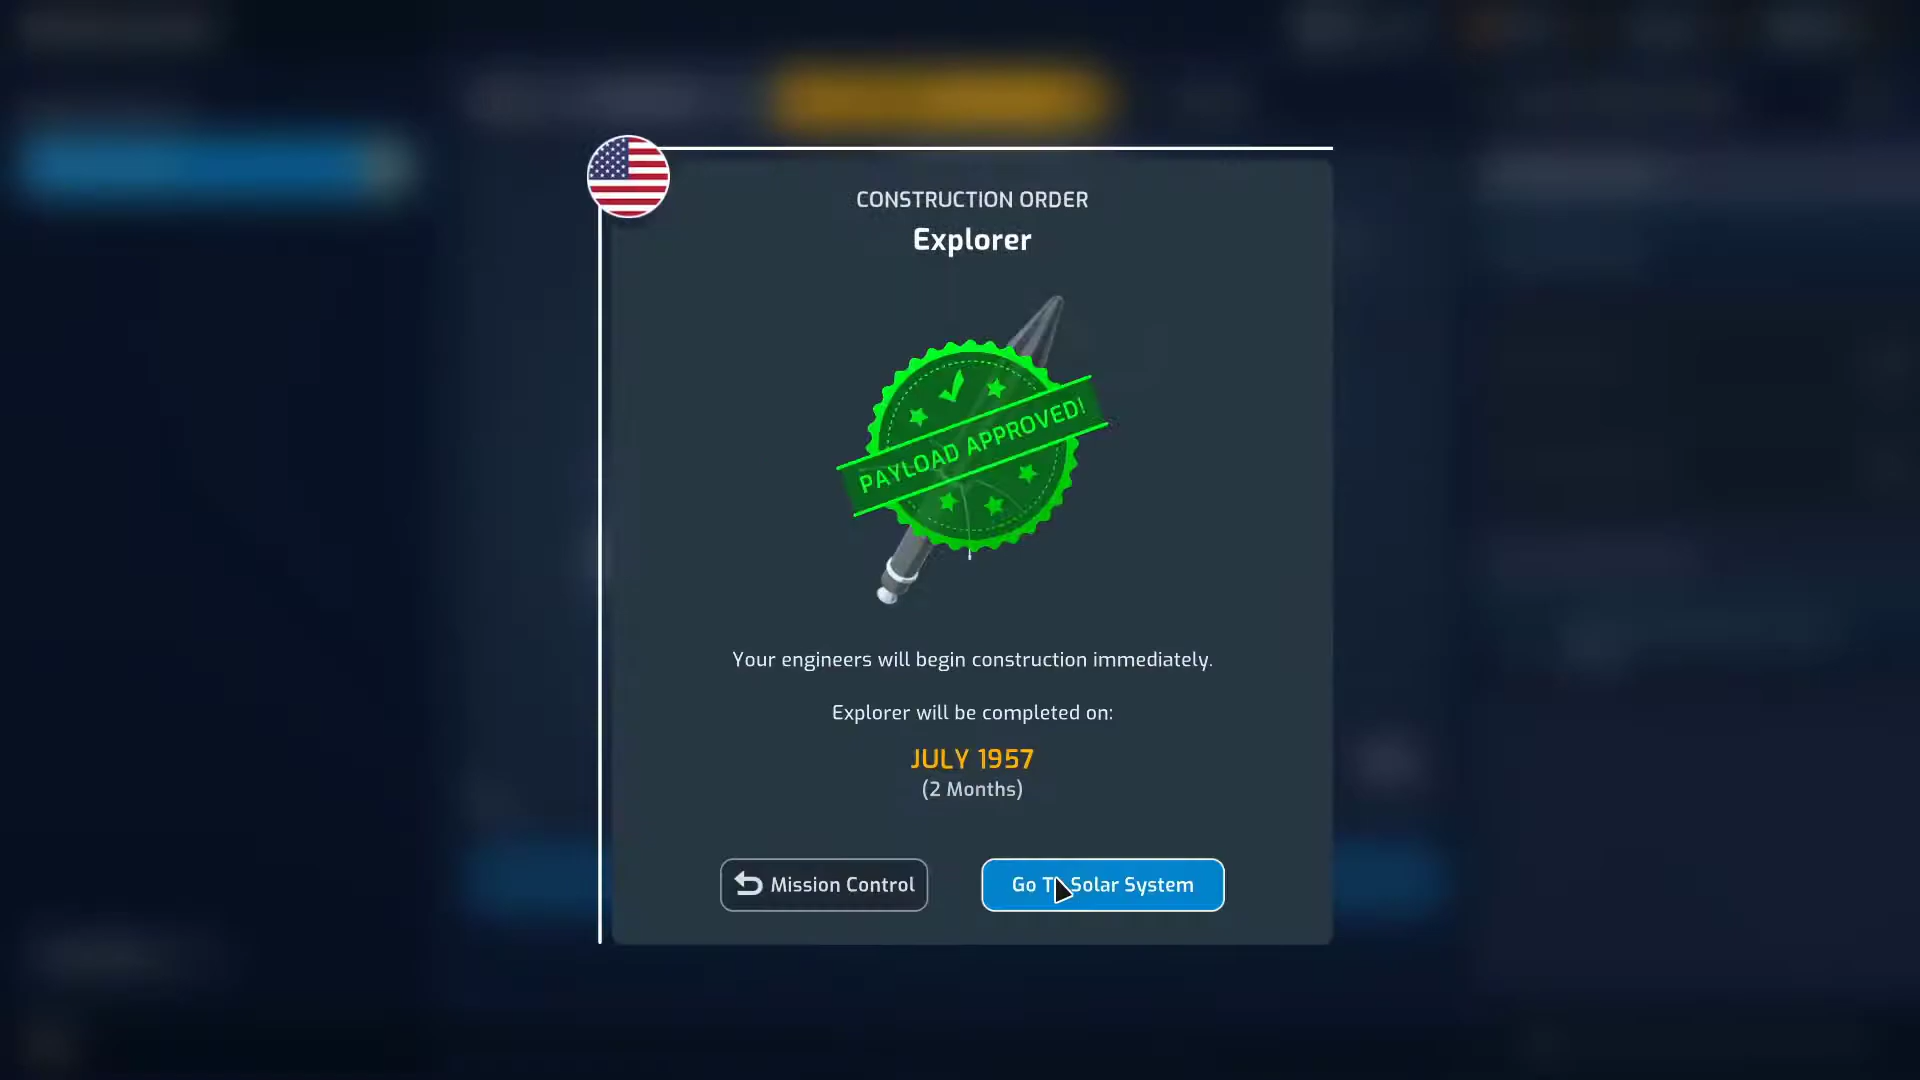 CONSTRUCTION ORDER
Explorer
PAYLOAD APPROVED!
Your engineers will begin construction immediately.
Explorer will be completed on:
JULY 1957
(2 Months)
Mission Control
Go To Solar System